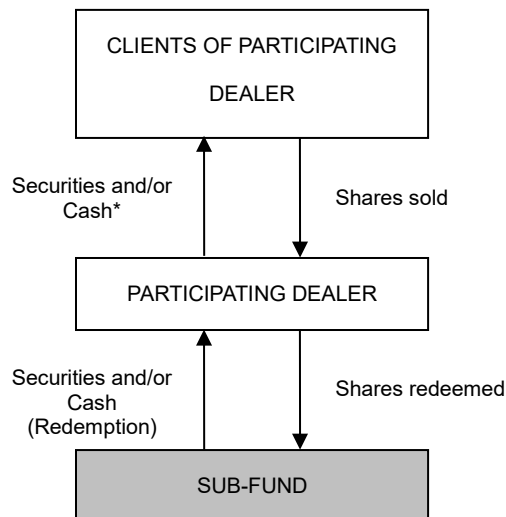 CLIENTS OF PARTICIPATING
DEALER
Securities and/or
Cash*
Shares sold
PARTICIPATING DEALER
Securities and/or
Cash
(Redemption)
Shares redeemed
SUB-FUND